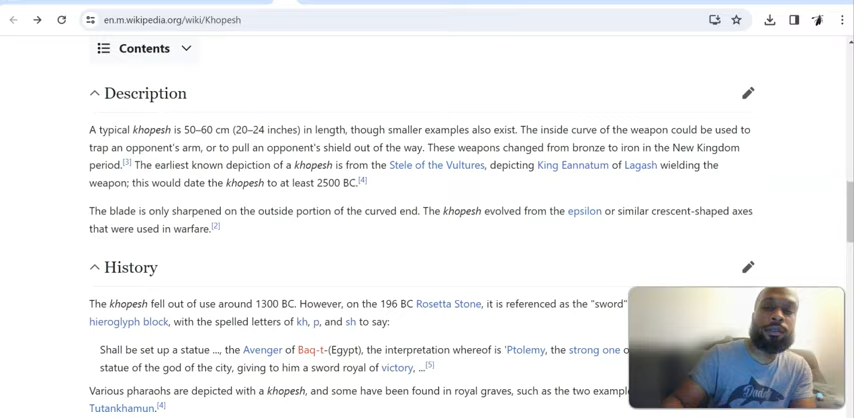 en.m.wikipedia.org/wiki/Khopesh
Contents
Description
A typical khopesh is 50–60 cm (20–24 inches) in length, though smaller examples also exist. The inside curve of the weapon could be used to
trap an opponent's arm, or to pull an opponent's shield out of the way. These weapons changed from bronze to iron in the New Kingdom
period.[3] The earliest known depiction of a khopesh is from the Stele of the Vultures, depicting King Eannatum of Lagash wielding the
weapon; this would date the khopesh to at least 2500 BC.[4]
The blade is only sharpened on the outside portion of the curved end. The khopesh evolved from the epsilon or similar crescent-shaped axes
that were used in warfare.[2]
History
The khopesh fell out of use around 1300 BC. However, on the 196 BC Rosetta Stone, it is referenced as the "sword"
hieroglyph block, with the spelled letters of kh, p, and sh to say:
Shall be set up a statue ..., the Avenger of Baq-t-(Egypt), the interpretation whereof is 'Ptolemy, the strong one
statue of the god of the city, giving to him a sword royal of victory, ...[5]
Various pharaohs are depicted with a khopesh, and some have been found in royal graves, such as the two
Tutankhamun.[4]